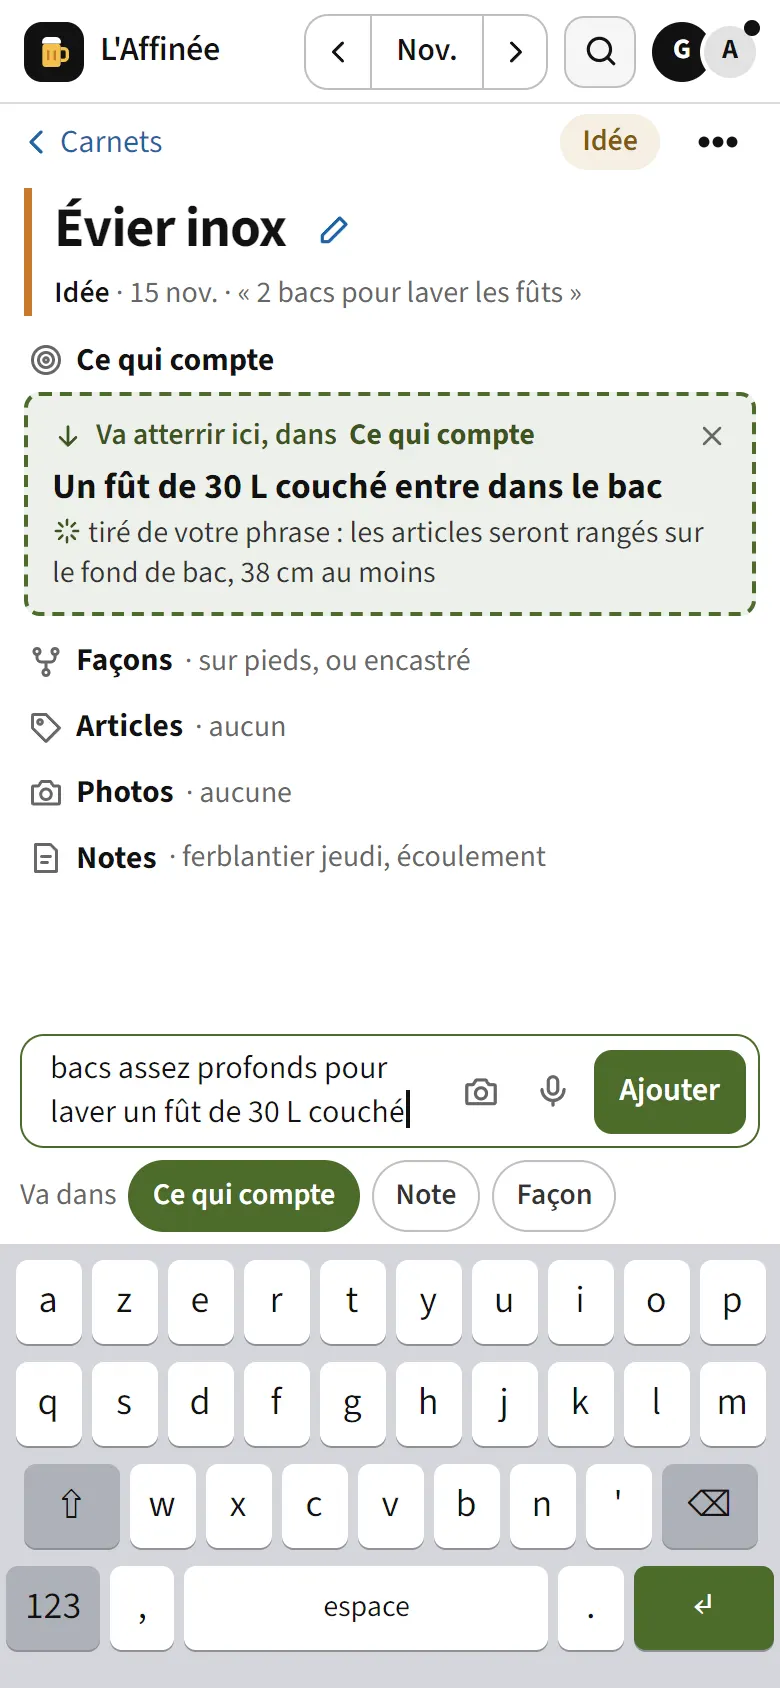 L'Affinée
Nov.
G
A
Carnets
Idée
Évier inox
Idée · 15 nov. · « 2 bacs pour laver les fûts »
Ce qui compte
Va atterrir ici, dans Ce qui compte
Un fût de 30 L couché entre dans le bac
tiré de votre phrase : les articles seront rangés sur
le fond de bac, 38 cm au moins
Façons · sur pieds, ou encastré
Articles · aucun
Photos · aucune
Notes · ferblantier jeudi, écoulement
bacs assez profonds pour
laver un fût de 30 L couché
Ajouter
Va dans Ce qui compte Note Façon
a z e r t y u i o p
q s d f g h j k l m
⇧ w x c v b n ' ⌫
123 , espace . ↵